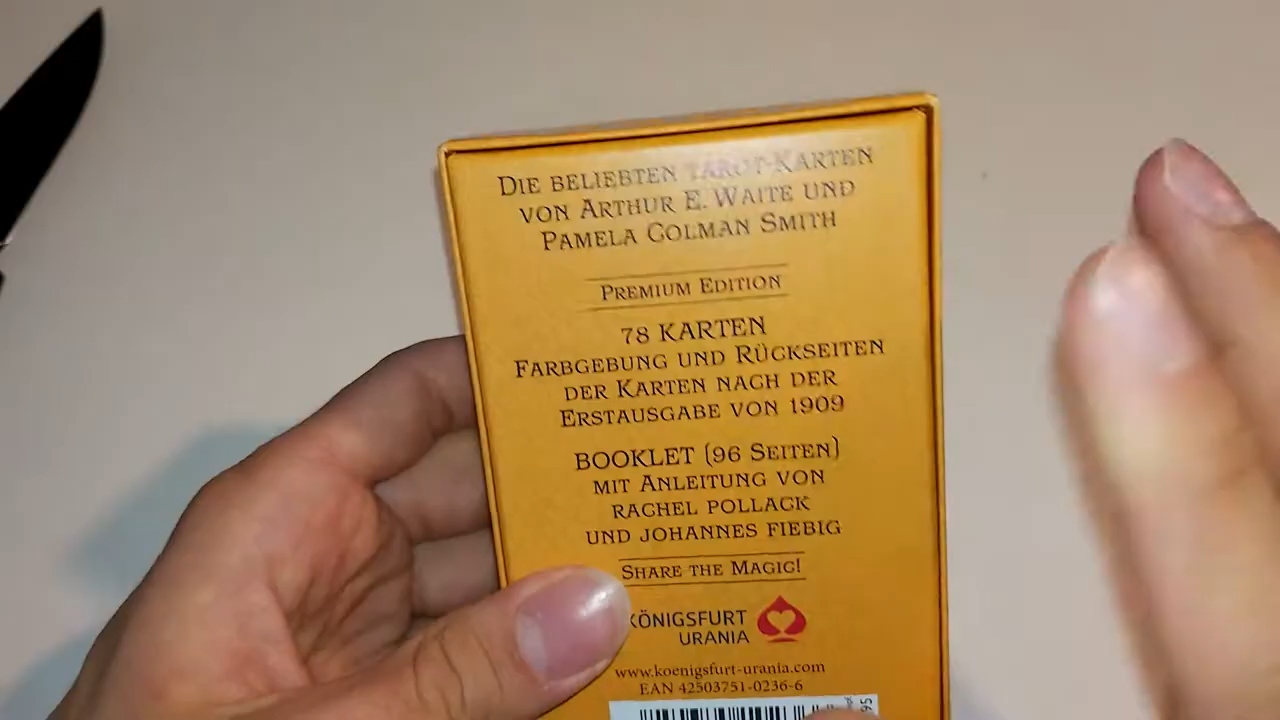 DIE BELIEBTEN TAROT-KARTEN
VON ARTHUR E. WAITE UND
PAMELA COLMAN SMITH
PREMIUM EDITION
78 KARTEN
FARBGEBUNG UND RÜCKSEITEN
DER KARTEN NACH DER
ERSTAUSGABE VON 1909
BOOKLET (96 SEITEN)
MIT ANLEITUNG VON
RACHEL POLLACK
UND JOHANNES FIEBIG
SHARE THE MAGIC!
KÖNIGSFURT
URANIA
www.koenigsfurt-urania.com
EAN 42503751-0236-6